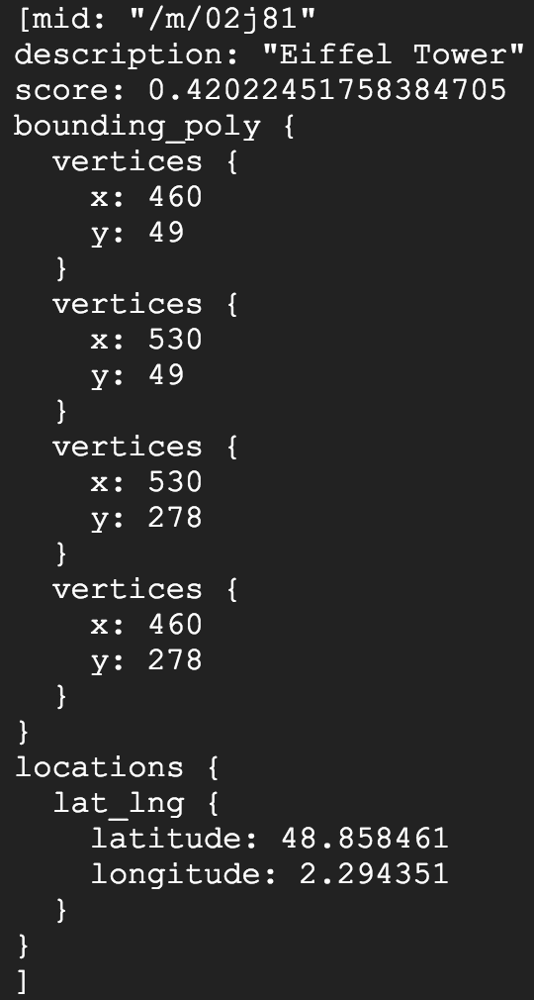 [mid: "/m/02j81"
description: "Eiffel Tower"
score: 0.42022451758384705
bounding_poly {
  vertices {
    x: 460
    y: 49
  }
  vertices {
    x: 530
    y: 49
  }
  vertices {
    x: 530
    y: 278
  }
  vertices {
    x: 460
    y: 278
  }
}
locations {
  lat_lng {
    latitude: 48.858461
    longitude: 2.294351
  }
}
]